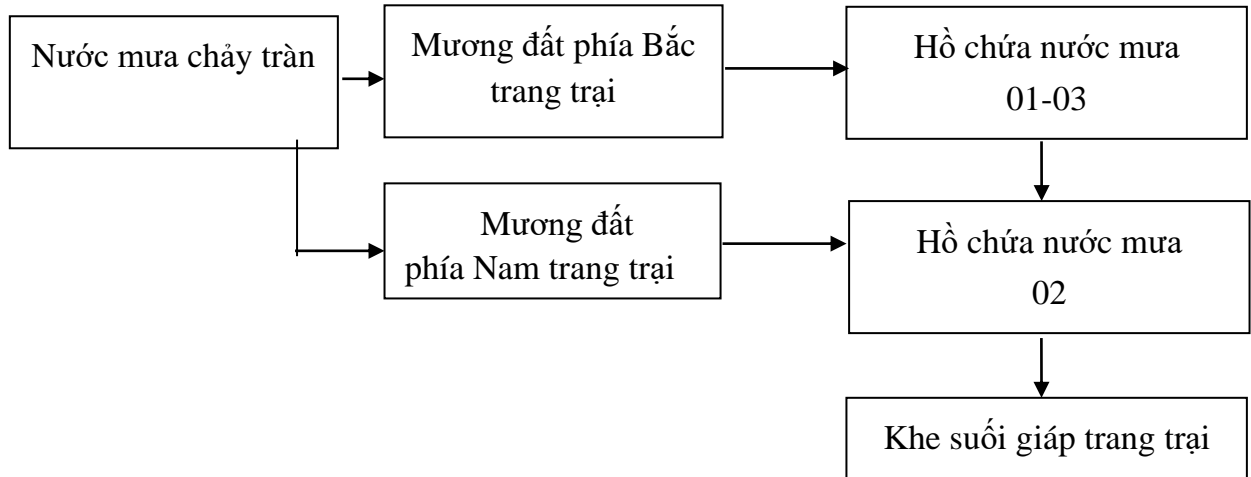 Nước mưa chảy tràn
Mương đất phía Bắc
trang trại
Hồ chứa nước mưa
01-03
Mương đất
phía Nam trang trại
Hồ chứa nước mưa
02
Khe suối giáp trang trại